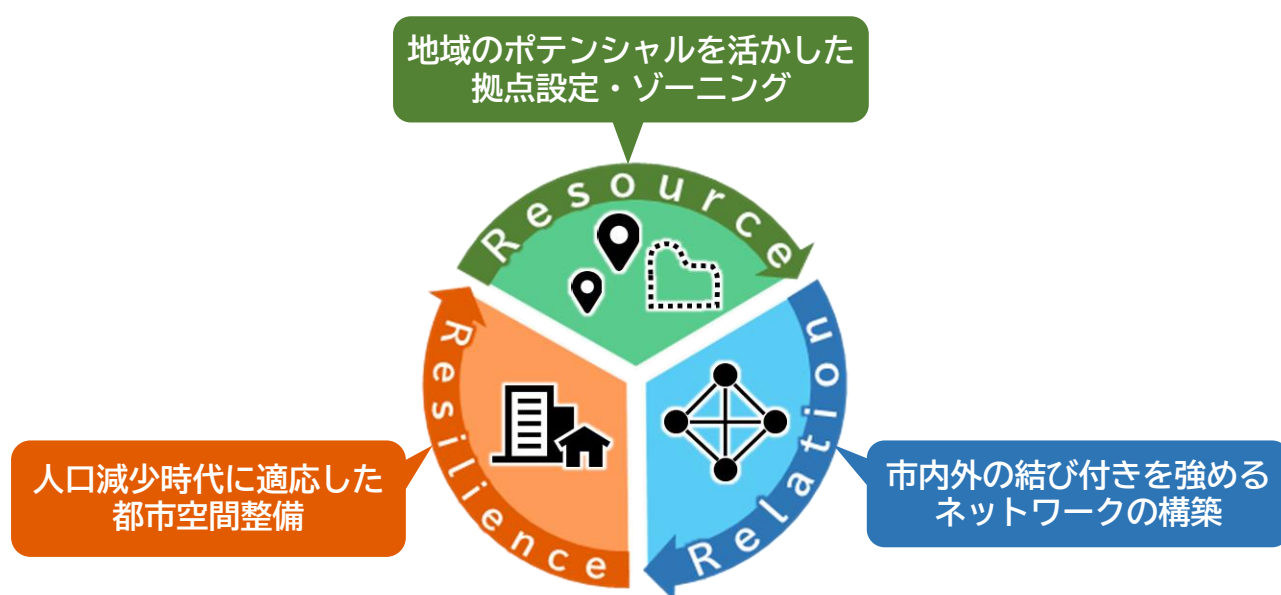 地域のポテンシャルを活かした
拠点設定・ゾーニング
Resource
Resilience
Relation
人口減少時代に適応した
都市空間整備
市内外の結び付きを強める
ネットワークの構築